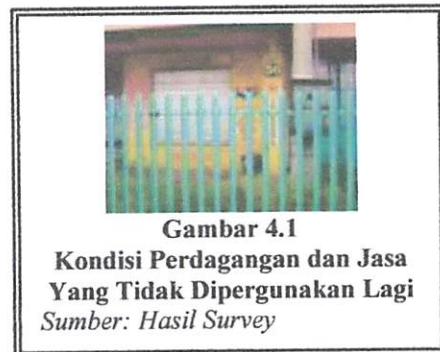 Gambar 4.1
Kondisi Perdagangan dan Jasa
Yang Tidak Dipergunakan Lagi
Sumber: Hasil Survey